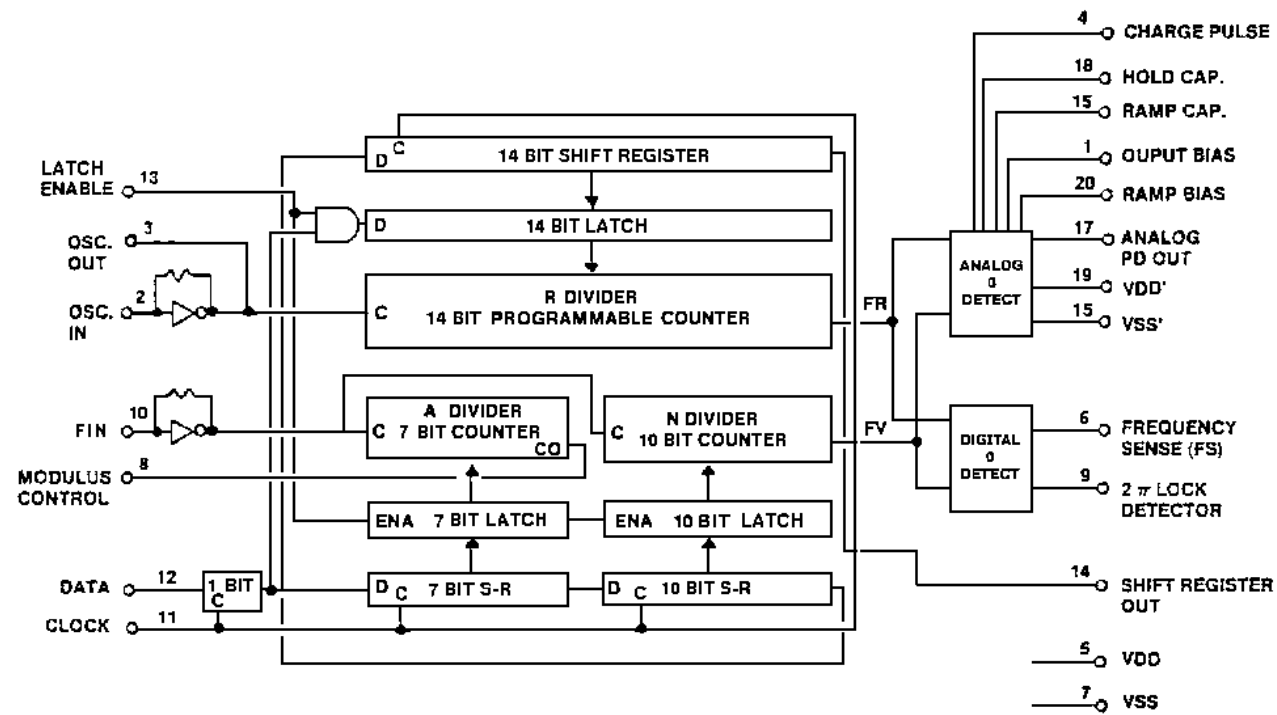 4 CHARGE PULSE
18 HOLD CAP.
15 RAMP CAP.
1 OUPUT BIAS
20 RAMP BIAS
17 ANALOG
PD OUT
19 VDD'
15 VSS'
ANALOG
0
DETECT
C
D 14 BIT SHIFT REGISTER
LATCH
ENABLE 13
D 14 BIT LATCH
OSC.
OUT 3
R DIVIDER
C 14 BIT PROGRAMMABLE COUNTER
FR
OSC.
IN 2
FIN 10
A DIVIDER
C 7 BIT COUNTER
CO
N DIVIDER
C 10 BIT COUNTER
FV
DIGITAL
0
DETECT
6 FREQUENCY
SENSE (FS)
9 2 π LOCK
DETECTOR
MODULUS
CONTROL 8
ENA 7 BIT LATCH
ENA 10 BIT LATCH
DATA 12
1 BIT
C
D C 7 BIT S-R
D C 10 BIT S-R
14 SHIFT REGISTER
OUT
CLOCK 11
5 VDD
7 VSS